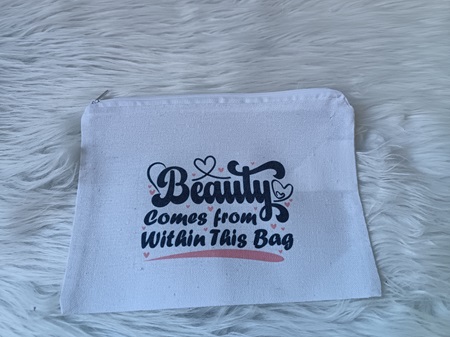 Beauty
Comes from
Within This Bag